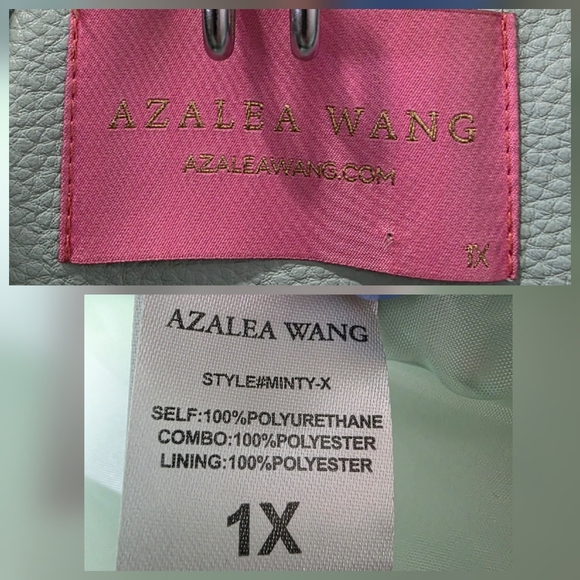 AZALEA WANG
AZALEAWANG.COM
1X
AZALEA WANG
STYLE#MINTY-X
SELF:100%POLYURETHANE
COMBO:100%POLYESTER
LINING:100%POLYESTER
1X